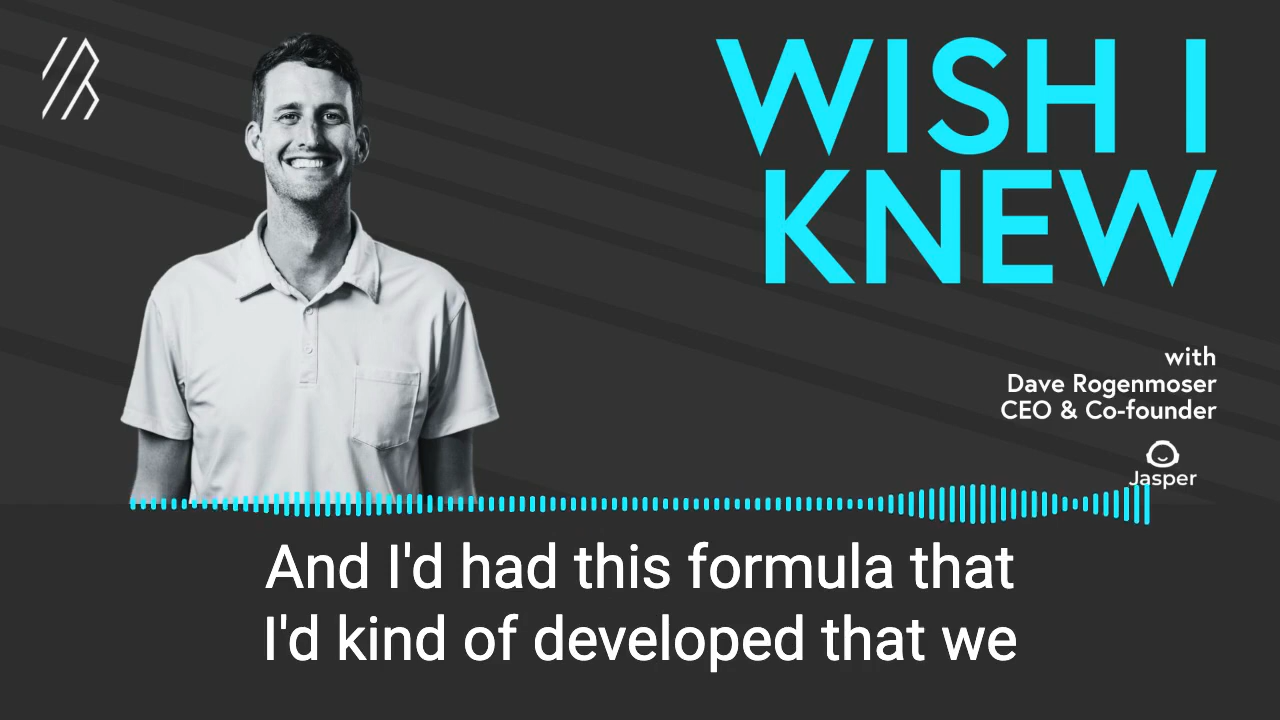 WISH I
KNEW
with
Dave Rogenmoser
CEO & Co-founder
Jasper
And I'd had this formula that
I'd kind of developed that we